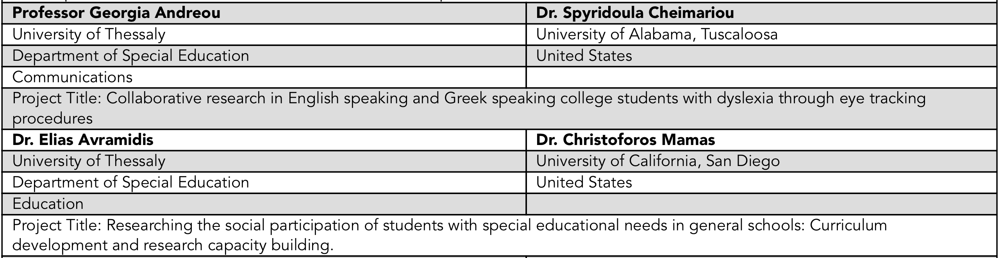 Professor Georgia Andreou
Dr. Spyridoula Cheimariou
University of Thessaly
University of Alabama, Tuscaloosa
Department of Special Education
United States
Communications
Project Title: Collaborative research in English speaking and Greek speaking college students with dyslexia through eye tracking
procedures
Dr. Elias Avramidis
Dr. Christoforos Mamas
University of Thessaly
University of California, San Diego
Department of Special Education
United States
Education
Project Title: Researching the social participation of students with special educational needs in general schools: Curriculum
development and research capacity building.